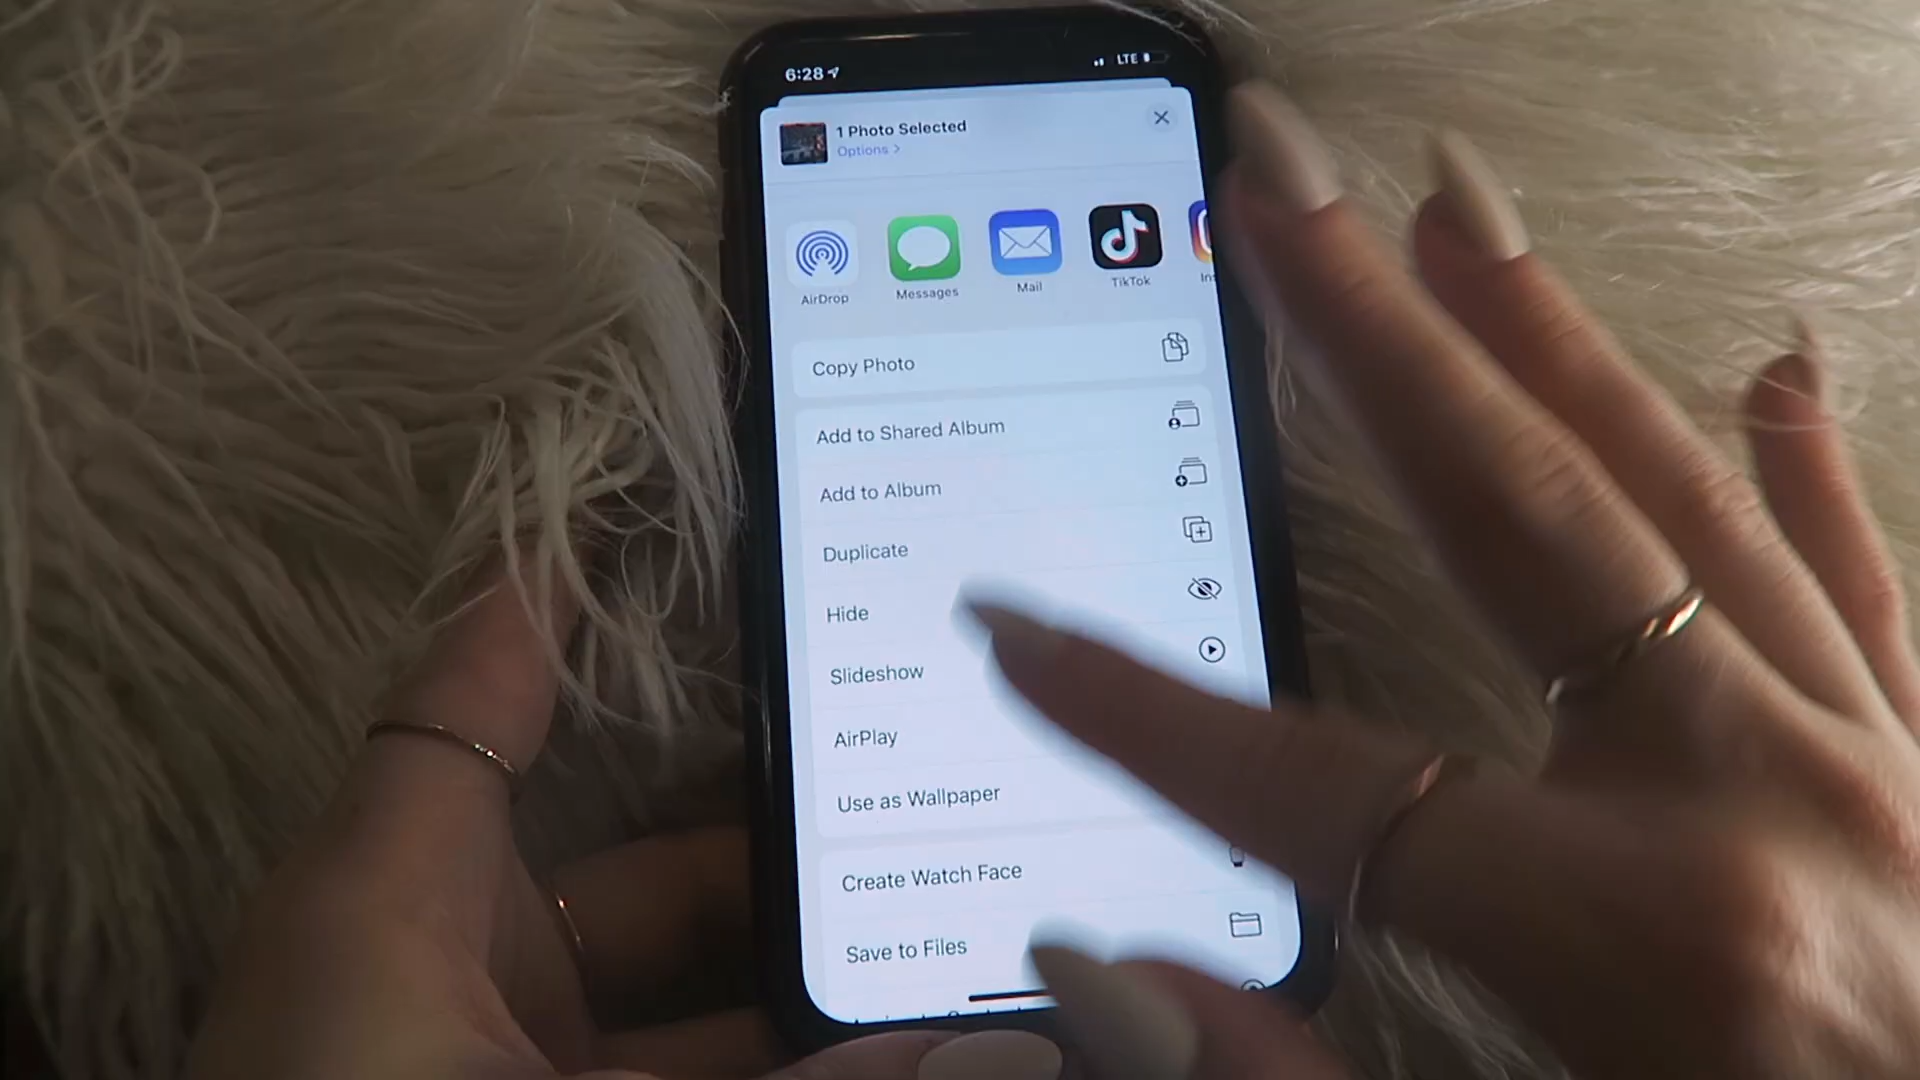 6:28
LTE
1 Photo Selected
Options >
AirDrop
Messages
Mail
TikTok
Copy Photo
Add to Shared Album
Add to Album
Duplicate
Hide
Slideshow
AirPlay
Use as Wallpaper
Create Watch Face
Save to Files